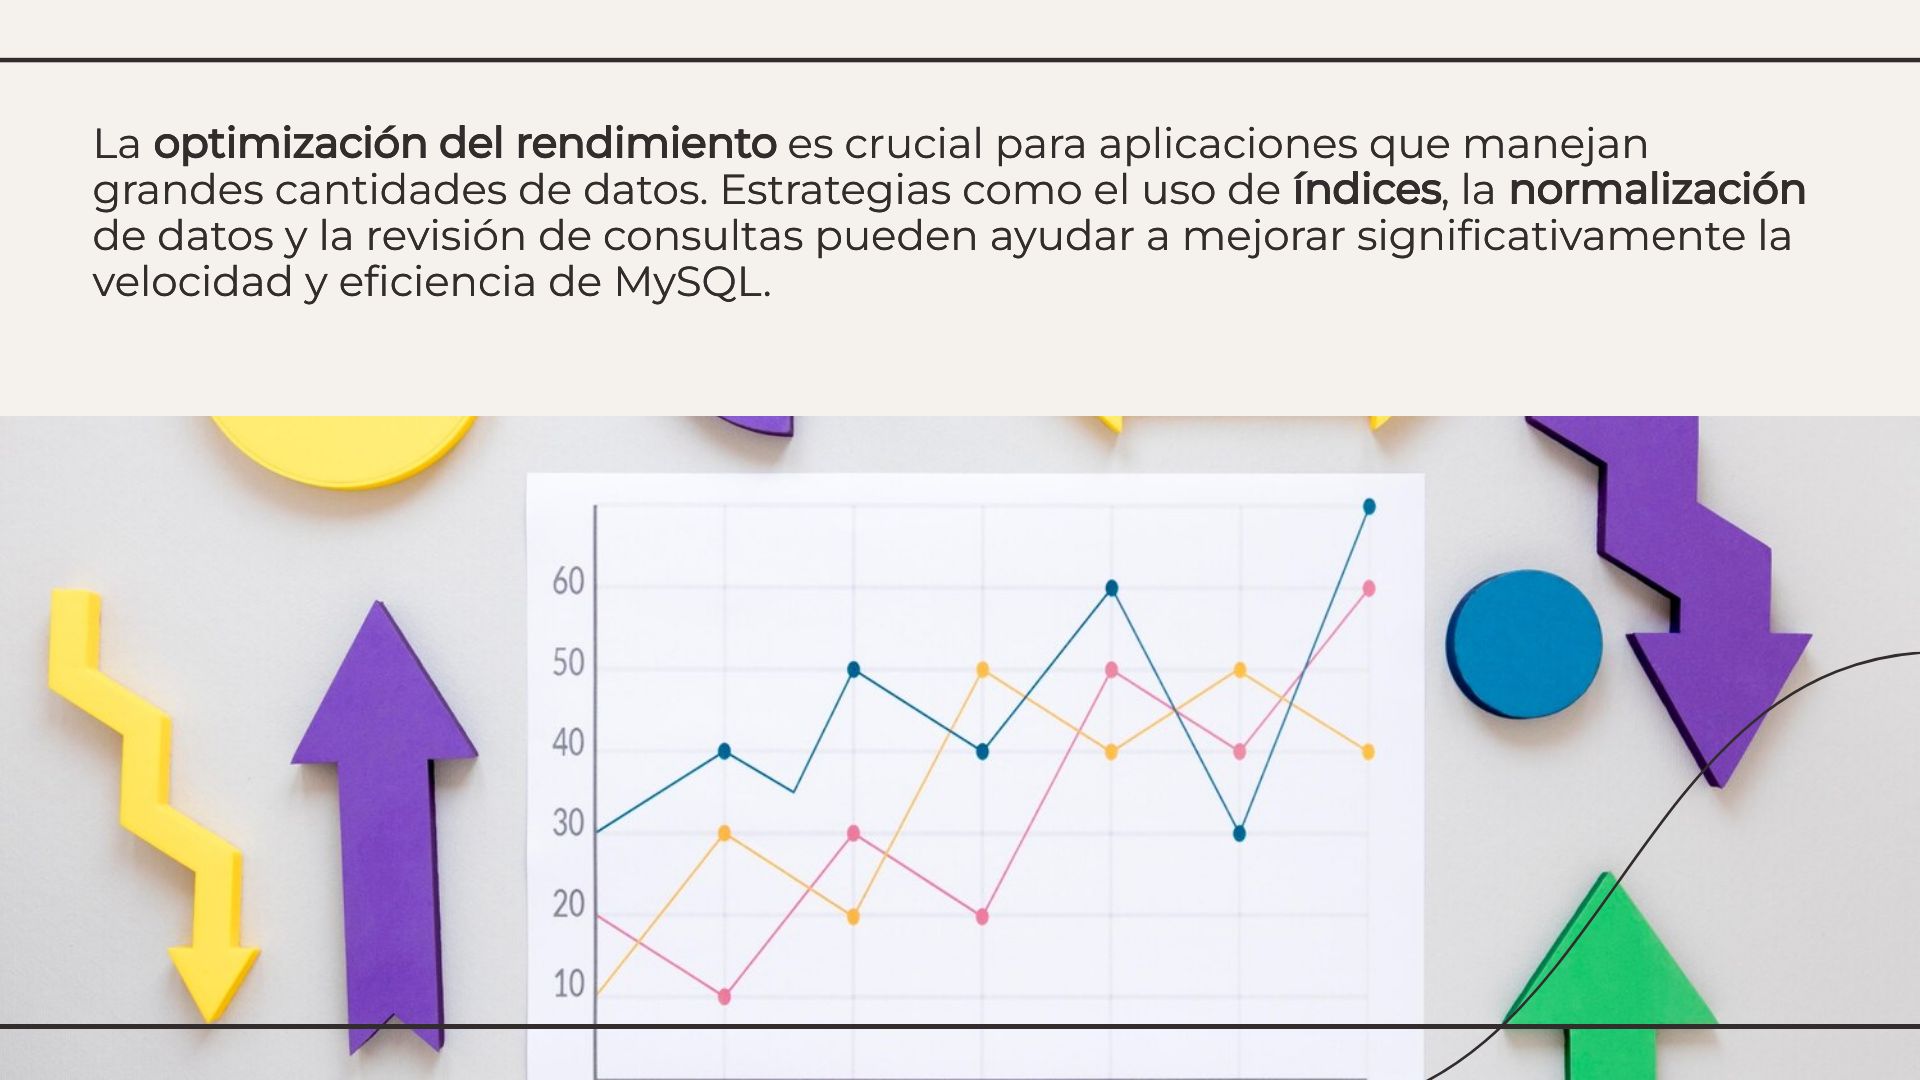 La optimización del rendimiento es crucial para aplicaciones que manejan
grandes cantidades de datos. Estrategias como el uso de índices, la normalización
de datos y la revisión de consultas pueden ayudar a mejorar significativamente la
velocidad y eficiencia de MySQL.
60
50
40
30
20
10